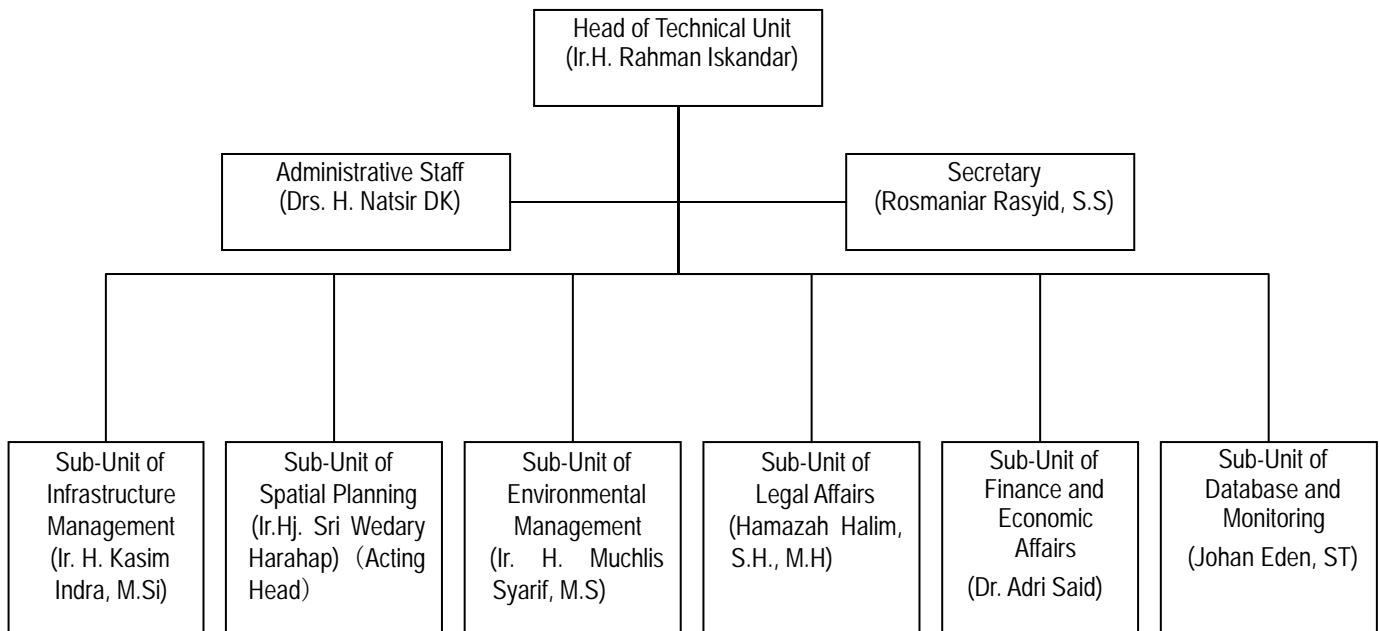 Head of Technical Unit
(Ir.H. Rahman Iskandar)
Administrative Staff
(Drs. H. Natsir DK)
Secretary
(Rosmaniar Rasyid, S.S)
Sub-Unit of
Infrastructure
Management
(Ir. H. Kasim
Indra, M.Si)
Sub-Unit of
Spatial Planning
(Ir.Hj. Sri Wedary
Harahap)（Acting
Head）
Sub-Unit of
Environmental
Management
(Ir. H. Muchlis
Syarif, M.S)
Sub-Unit of
Legal Affairs
(Hamazah Halim,
S.H., M.H)
Sub-Unit of
Finance and
Economic
Affairs
(Dr. Adri Said)
Sub-Unit of
Database and
Monitoring
(Johan Eden, ST)